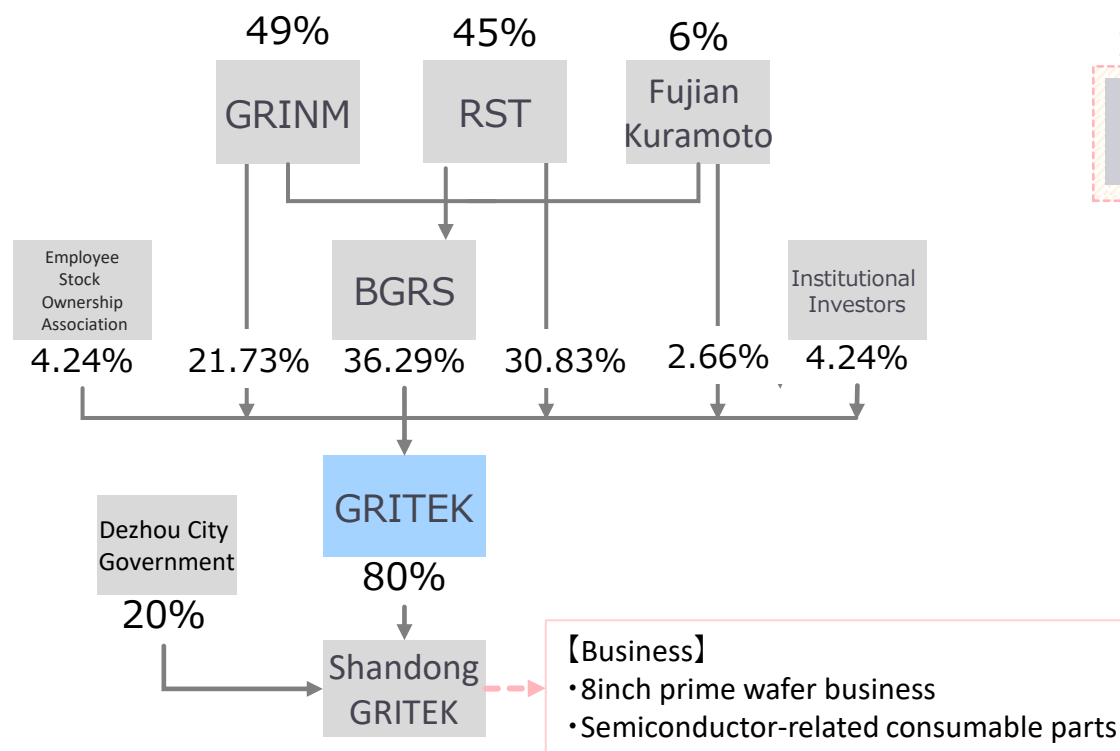 49%
45%
6%
GRINM
RST
Fujian
Kuramoto
Employee
Stock
Ownership
Association
BGRS
Institutional
Investors
4.24%
21.73%
36.29%
30.83%
2.66%
4.24%
GRITEK
Dezhou City
Government
80%
20%
Shandong
GRITEK
【Business】
・8inch prime wafer business
・Semiconductor-related consumable parts